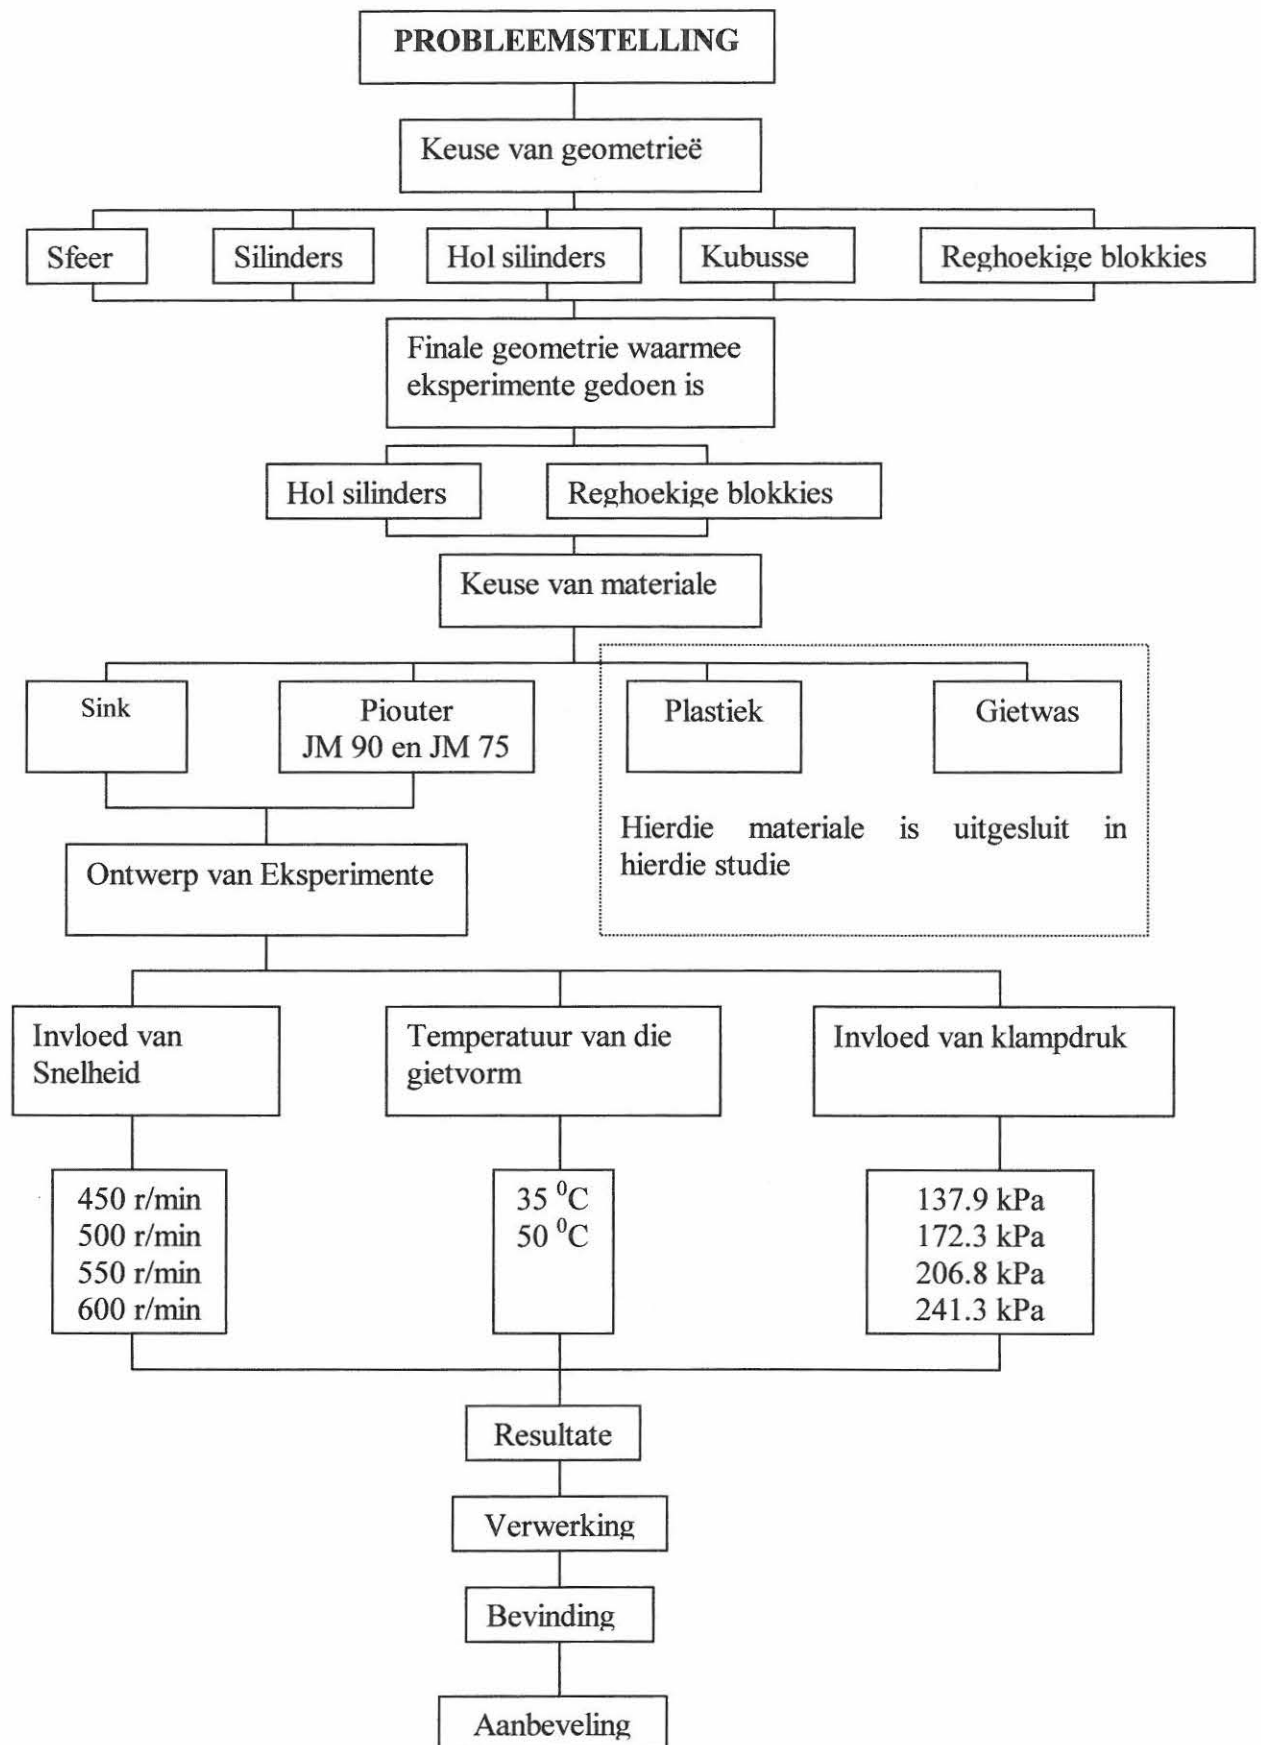 PROBLEEMSTELLING
Keuse van geometrieë
Sfeer
Silinders
Hol silinders
Kubusse
Reghoekige blokkies
Finale geometrie waarmee
eksperimente gedoen is
Hol silinders
Reghoekige blokkies
Keuse van materiale
Sink
Piouter
JM 90 en JM 75
Plastiek
Gietwas
Hierdie materiale is uitgesluit in
hierdie studie
Ontwerp van Eksperimente
Invloed van
Snelheid
Temperatuur van die
gietvorm
Invloed van klampdruk
450 r/min
500 r/min
550 r/min
600 r/min
35 ⁰C
50 ⁰C
137.9 kPa
172.3 kPa
206.8 kPa
241.3 kPa
Resultate
Verwerking
Bevinding
Aanbeveling